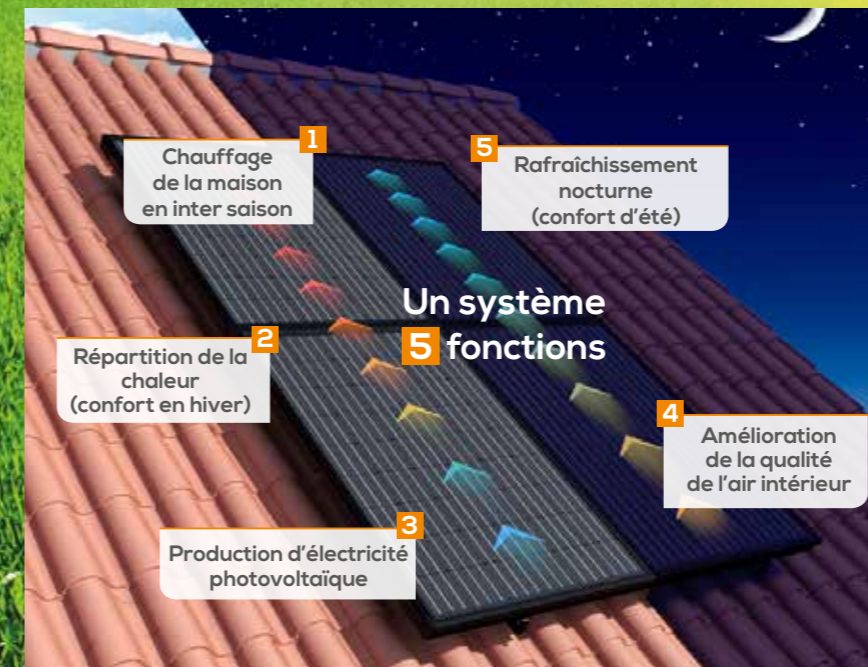 1
Chauffage
de la maison
en inter saison
5
Rafraîchissement
nocturne
(confort d'été)
Un système
5 fonctions
2
Répartition de la
chaleur
(confort en hiver)
4
Amélioration
de la qualité
de l'air intérieur
3
Production d'électricité
photovoltaïque